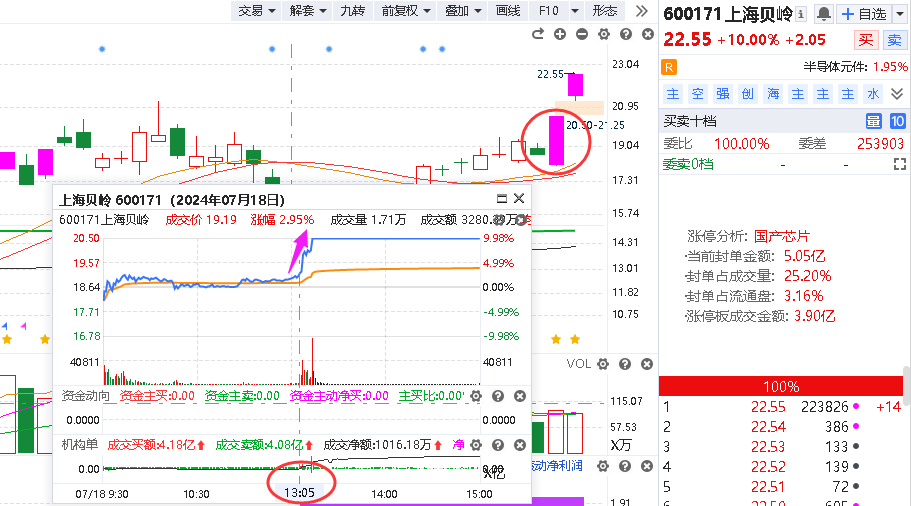 交易 解套 九转 前复权 叠加 画线 F10 形态
600171 上海贝岭 自选
22.55 +10.00% +2.05 买 卖
R 半导体元件: 1.95%
主 空 强 创 海 主 主 主 水
买卖十档 量 10
委比 100.00% 委差 253903
委卖0档 - -
涨停分析: 国产芯片
当前封单金额: 5.05亿
封单占成交量: 25.20%
封单占流通盘: 3.16%
涨停板成交金额: 3.90亿
100%
1 22.55 223826 +14
2 22.54 386
3 22.53 133
4 22.52 139
5 22.51 72
23.04
22.55
20.95
20.50-21.25
19.04
17.31
15.74
14.31
13.01
11.82
10.75
VOL
115.07
57.53
X万
动净利润
1.91
上海贝岭 600171 (2024年07月18日)
600171上海贝岭 成交价 19.19 涨幅 2.95% 成交量 1.71万 成交额 3280.
20.50 9.98%
19.57 4.99%
18.64 0.00%
17.71 -4.99%
16.78 -9.98%
40811 40811
资金动向 资金主买:0.00 资金主卖:0.00 资金主动净买:0.00 主买比:0.00
0.0000 0.0000
机构单 成交买额:4.18亿 成交卖额:4.08亿 成交净额:1016.18万 净
0.00 0.00
X亿
07/18 9:30 10:30 13:05 14:00 15:00